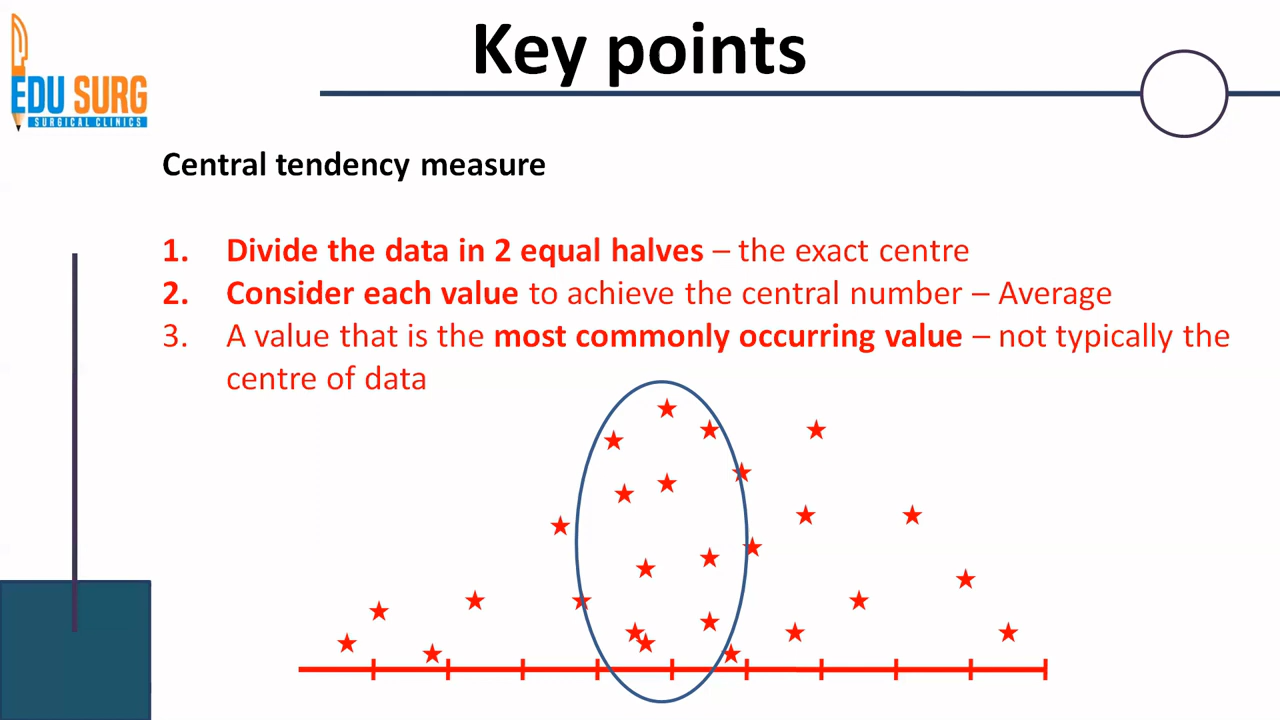 Key points
EDU SURG
SURGICAL CLINICS
Central tendency measure
1. Divide the data in 2 equal halves – the exact centre
2. Consider each value to achieve the central number – Average
3. A value that is the most commonly occurring value – not typically the
centre of data